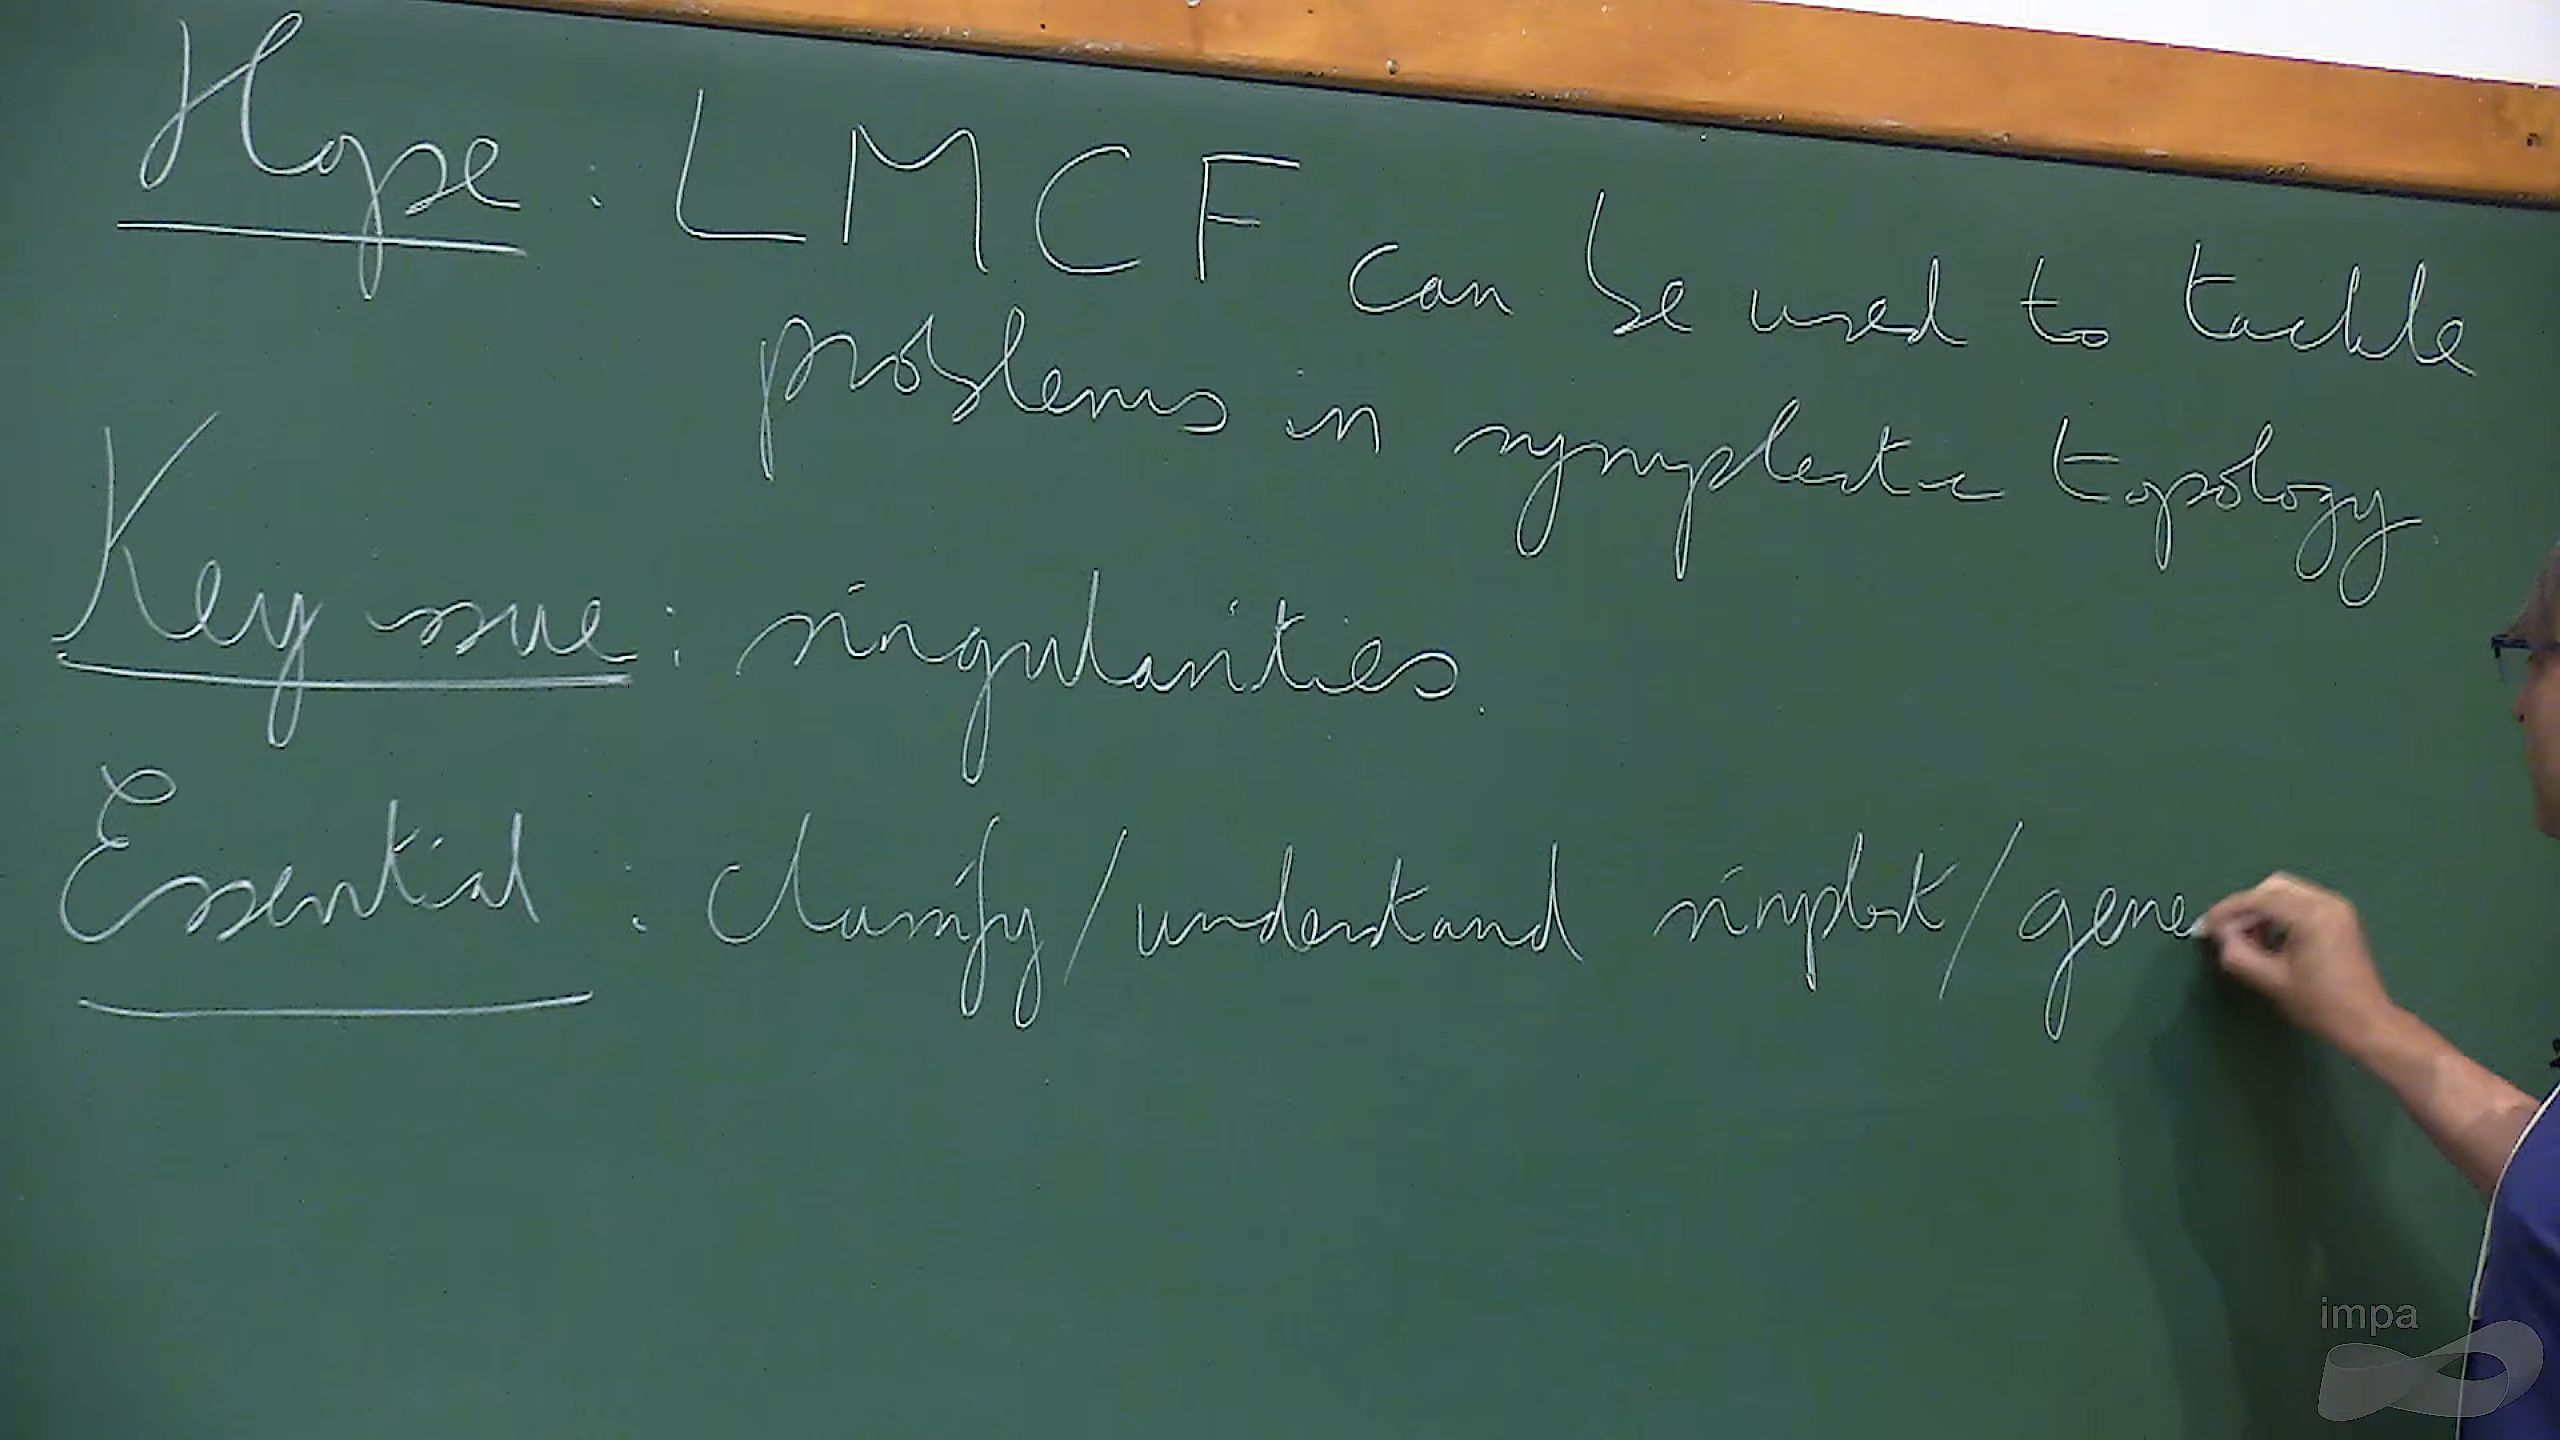 Hope : LMCF can be used to tackle
problems in symplectic topology
Key issue : singularities.
Essential : classify/understand simplest/gene
impa